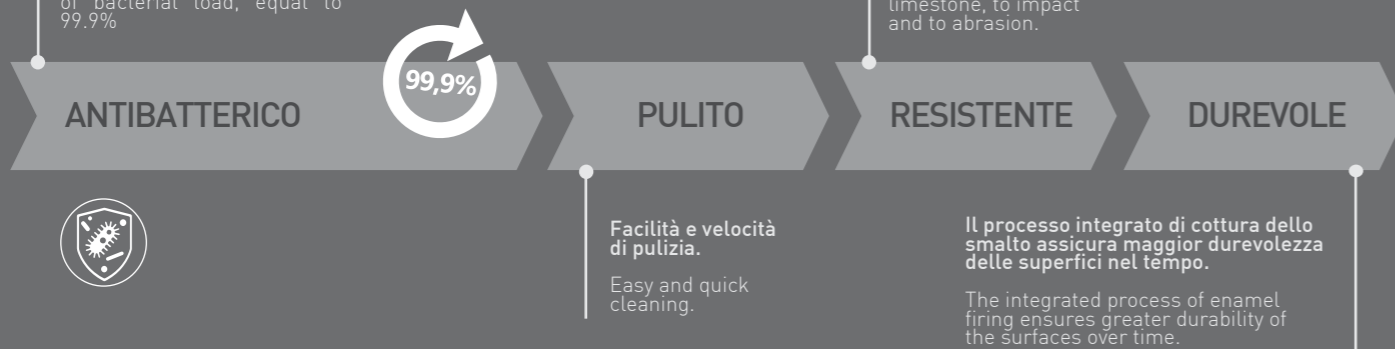 of bacterial load, equal to
99.9%
limestone, to impact
and to abrasion.
99,9%
ANTIBATTERICO
PULITO
RESISTENTE
DUREVOLE
Facilità e velocità
di pulizia.
Easy and quick
cleaning.
Il processo integrato di cottura dello
smalto assicura maggior durevolezza
delle superfici nel tempo.
The integrated process of enamel
firing ensures greater durability of
the surfaces over time.